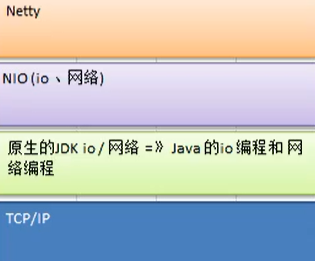 Netty
NIO (io 、网络)
原生的JDK io / 网络 =》 Java 的io 编程和 网
络编程
TCP/IP